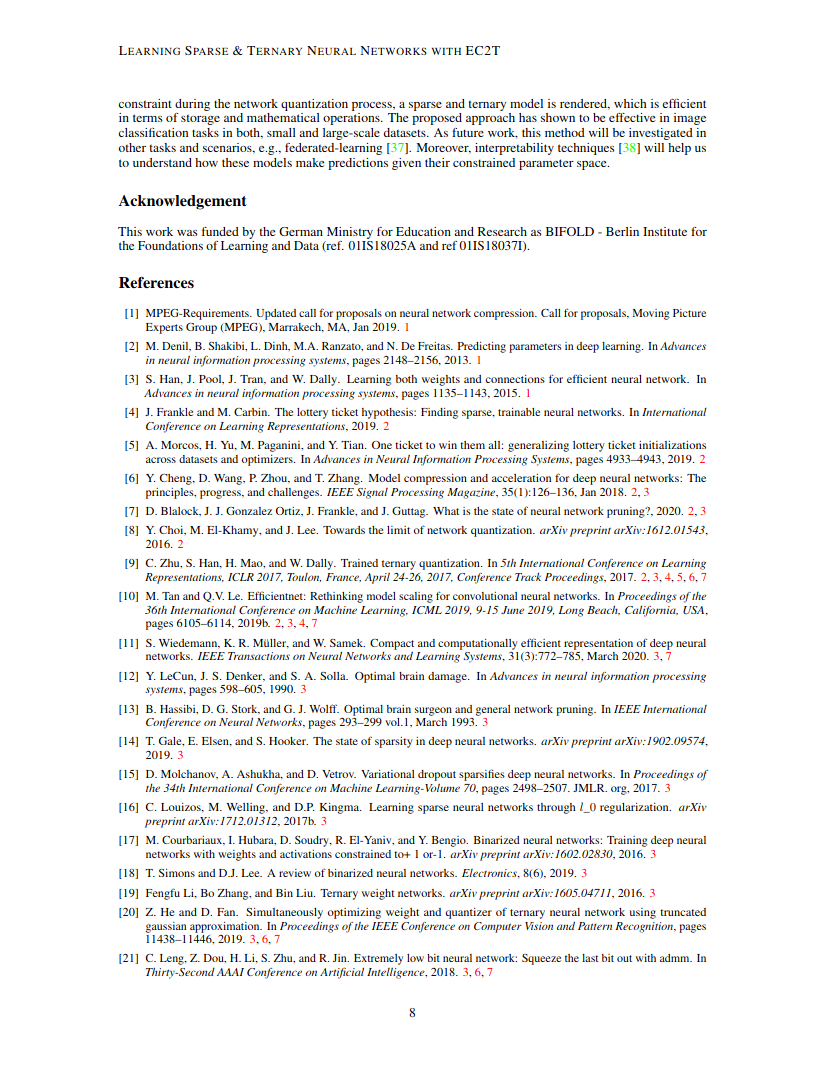 LEARNING SPARSE & TERNARY NEURAL NETWORKS WITH EC2T
constraint during the network quantization process, a sparse and ternary model is rendered, which is efficient
in terms of storage and mathematical operations. The proposed approach has shown to be effective in image
classification tasks in both, small and large-scale datasets. As future work, this method will be investigated in
other tasks and scenarios, e.g., federated-learning [37]. Moreover, interpretability techniques [38] will help us
to understand how these models make predictions given their constrained parameter space.
Acknowledgement
This work was funded by the German Ministry for Education and Research as BIFOLD - Berlin Institute for
the Foundations of Learning and Data (ref. 01IS18025A and ref 01IS18037I).
References
[1] MPEG-Requirements. Updated call for proposals on neural network compression. Call for proposals, Moving Picture
Experts Group (MPEG), Marrakech, MA, Jan 2019. 1
[2] M. Denil, B. Shakibi, L. Dinh, M.A. Ranzato, and N. De Freitas. Predicting parameters in deep learning. In Advances
in neural information processing systems, pages 2148–2156, 2013. 1
[3] S. Han, J. Pool, J. Tran, and W. Dally. Learning both weights and connections for efficient neural network. In
Advances in neural information processing systems, pages 1135–1143, 2015. 1
[4] J. Frankle and M. Carbin. The lottery ticket hypothesis: Finding sparse, trainable neural networks. In International
Conference on Learning Representations, 2019. 2
[5] A. Morcos, H. Yu, M. Paganini, and Y. Tian. One ticket to win them all: generalizing lottery ticket initializations
across datasets and optimizers. In Advances in Neural Information Processing Systems, pages 4933–4943, 2019. 2
[6] Y. Cheng, D. Wang, P. Zhou, and T. Zhang. Model compression and acceleration for deep neural networks: The
principles, progress, and challenges. IEEE Signal Processing Magazine, 35(1):126–136, Jan 2018. 2, 3
[7] D. Blalock, J. J. Gonzalez Ortiz, J. Frankle, and J. Guttag. What is the state of neural network pruning?, 2020. 2, 3
[8] Y. Choi, M. El-Khamy, and J. Lee. Towards the limit of network quantization. arXiv preprint arXiv:1612.01543,
2016. 2
[9] C. Zhu, S. Han, H. Mao, and W. Dally. Trained ternary quantization. In 5th International Conference on Learning
Representations, ICLR 2017, Toulon, France, April 24-26, 2017, Conference Track Proceedings, 2017. 2, 3, 4, 5, 6, 7
[10] M. Tan and Q.V. Le. Efficientnet: Rethinking model scaling for convolutional neural networks. In Proceedings of the
36th International Conference on Machine Learning, ICML 2019, 9-15 June 2019, Long Beach, California, USA,
pages 6105–6114, 2019b. 2, 3, 4, 7
[11] S. Wiedemann, K. R. Müller, and W. Samek. Compact and computationally efficient representation of deep neural
networks. IEEE Transactions on Neural Networks and Learning Systems, 31(3):772–785, March 2020. 3, 7
[12] Y. LeCun, J. S. Denker, and S. A. Solla. Optimal brain damage. In Advances in neural information processing
systems, pages 598–605, 1990. 3
[13] B. Hassibi, D. G. Stork, and G. J. Wolff. Optimal brain surgeon and general network pruning. In IEEE International
Conference on Neural Networks, pages 293–299 vol.1, March 1993. 3
[14] T. Gale, E. Elsen, and S. Hooker. The state of sparsity in deep neural networks. arXiv preprint arXiv:1902.09574,
2019. 3
[15] D. Molchanov, A. Ashukha, and D. Vetrov. Variational dropout sparsifies deep neural networks. In Proceedings of
the 34th International Conference on Machine Learning-Volume 70, pages 2498–2507. JMLR. org, 2017. 3
[16] C. Louizos, M. Welling, and D.P. Kingma. Learning sparse neural networks through l_0 regularization. arXiv
preprint arXiv:1712.01312, 2017b. 3
[17] M. Courbariaux, I. Hubara, D. Soudry, R. El-Yaniv, and Y. Bengio. Binarized neural networks: Training deep neural
networks with weights and activations constrained to+ 1 or-1. arXiv preprint arXiv:1602.02830, 2016. 3
[18] T. Simons and D.J. Lee. A review of binarized neural networks. Electronics, 8(6), 2019. 3
[19] Fengfu Li, Bo Zhang, and Bin Liu. Ternary weight networks. arXiv preprint arXiv:1605.04711, 2016. 3
[20] Z. He and D. Fan. Simultaneously optimizing weight and quantizer of ternary neural network using truncated
gaussian approximation. In Proceedings of the IEEE Conference on Computer Vision and Pattern Recognition, pages
11438–11446, 2019. 3, 6, 7
[21] C. Leng, Z. Dou, H. Li, S. Zhu, and R. Jin. Extremely low bit neural network: Squeeze the last bit out with admm. In
Thirty-Second AAAI Conference on Artificial Intelligence, 2018. 3, 6, 7
8